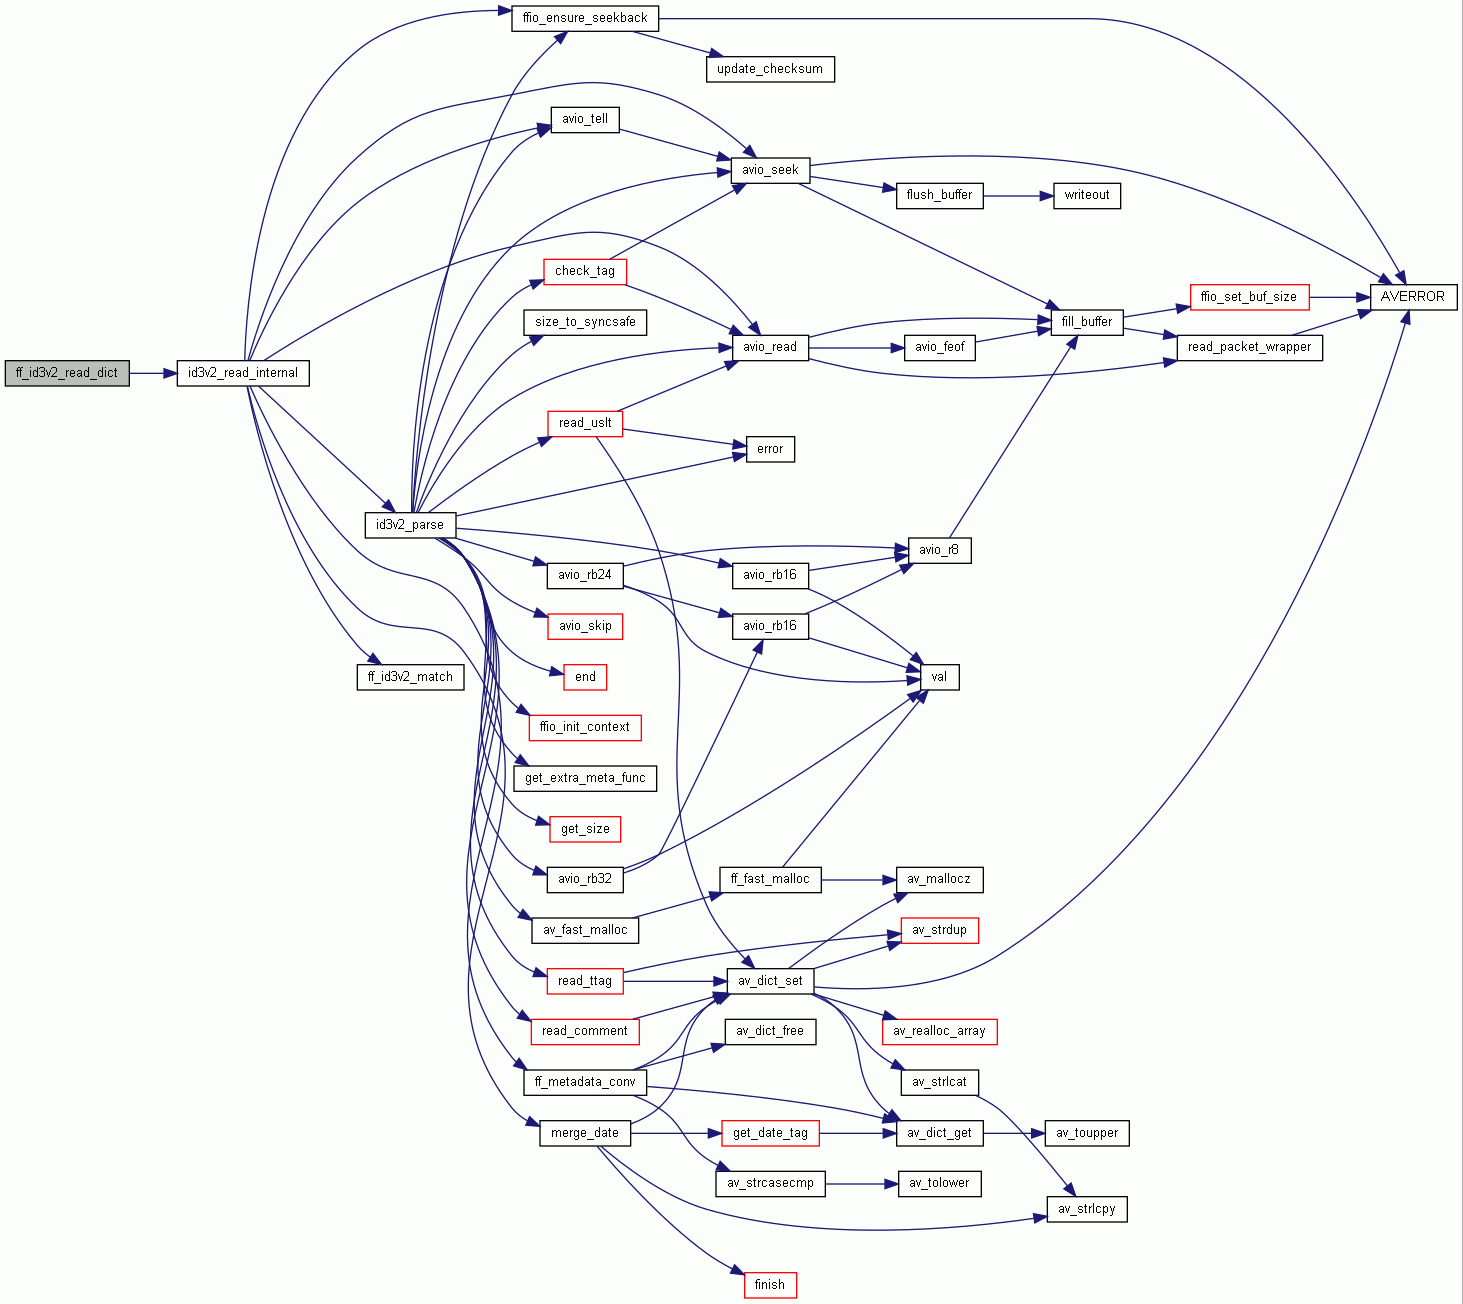 ff_id3v2_read_dict
id3v2_read_internal
ffio_ensure_seekback
update_checksum
avio_tell
avio_seek
flush_buffer
writeout
check_tag
ffio_set_buf_size
AVERROR
size_to_syncsafe
fill_buffer
avio_read
avio_feof
read_packet_wrapper
read_uslt
error
id3v2_parse
avio_r8
avio_rb24
avio_rb16
avio_skip
avio_rb16
ff_id3v2_match
end
val
ffio_init_context
get_extra_meta_func
get_size
avio_rb32
ff_fast_malloc
av_mallocz
av_fast_malloc
av_strdup
read_ttag
av_dict_set
read_comment
av_dict_free
av_realloc_array
ff_metadata_conv
av_strlcat
merge_date
get_date_tag
av_dict_get
av_toupper
av_strcasecmp
av_tolower
av_strlcpy
finish